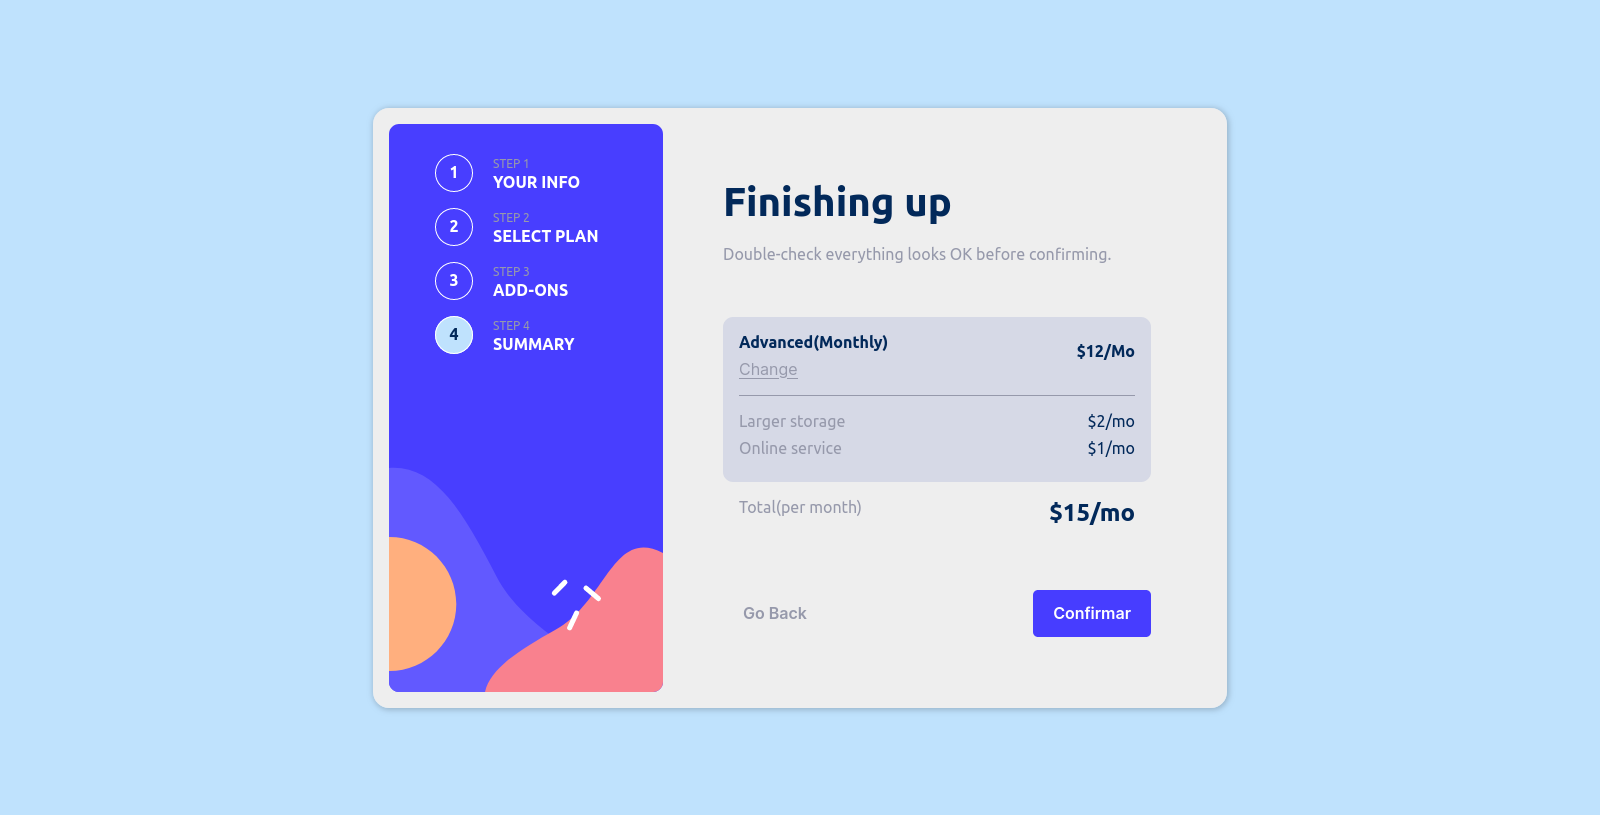 1
STEP 1
YOUR INFO
2
STEP 2
SELECT PLAN
3
STEP 3
ADD-ONS
4
STEP 4
SUMMARY
Finishing up
Double-check everything looks OK before confirming.
Advanced(Monthly)
$12/Mo
Change
Larger storage $2/mo
Online service $1/mo
Total(per month) $15/mo
Go Back Confirmar